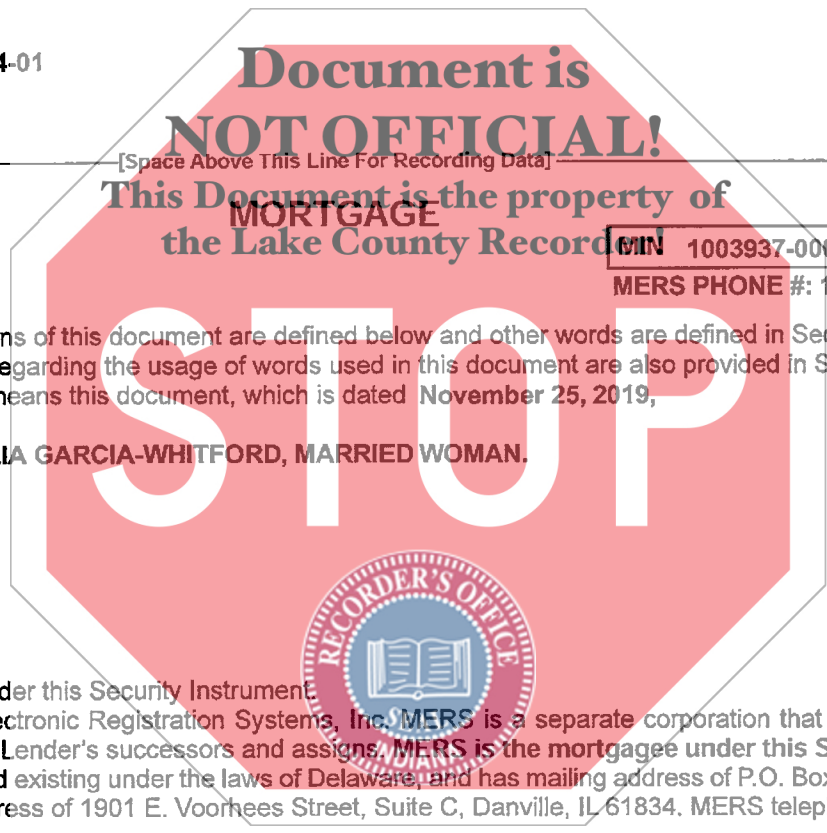 4-01
Document is
NOT OFFICIAL!
[Space Above This Line For Recording Data]
This Document is the property of
MORTGAGE
the Lake County Recorder!
MIN 1003937-00
MERS PHONE #: 1
ns of this document are defined below and other words are defined in Sec
egarding the usage of words used in this document are also provided in S
neans this document, which is dated November 25, 2019,
STOP
IA GARCIA-WHITFORD, MARRIED WOMAN.
RECORDER'S OFFICE
der this Security Instrument.
ectronic Registration Systems, Inc. MERS is a separate corporation that
Lender's successors and assigns. MERS is the mortgagee under this S
INDIANA
d existing under the laws of Delaware, and has mailing address of P.O. Box
ress of 1901 E. Voorhees Street, Suite C, Danville, IL 61834. MERS telep